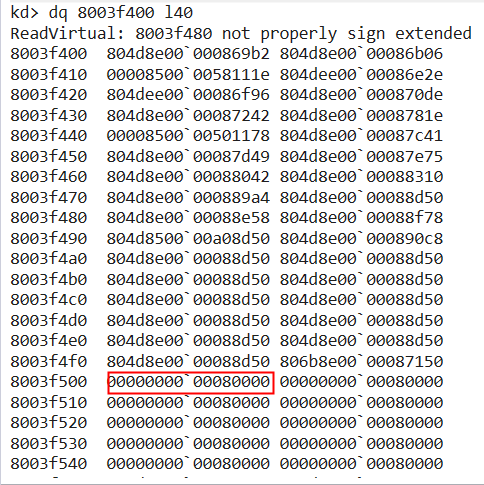 kd> dq 8003f400 l40
ReadVirtual: 8003f480 not properly sign extended
8003f400  804d8e00`000869b2 804d8e00`00086b06
8003f410  00008500`0058111e 804dee00`00086e2e
8003f420  804dee00`00086f96 804d8e00`000870de
8003f430  804d8e00`00087242 804d8e00`0008781e
8003f440  00008500`00501178 804d8e00`00087c41
8003f450  804d8e00`00087d49 804d8e00`00087e75
8003f460  804d8e00`00088042 804d8e00`00088310
8003f470  804d8e00`000889a4 804d8e00`00088d50
8003f480  804d8e00`00088e58 804d8e00`00088f78
8003f490  804d8500`00a08d50 804d8e00`000890c8
8003f4a0  804d8e00`00088d50 804d8e00`00088d50
8003f4b0  804d8e00`00088d50 804d8e00`00088d50
8003f4c0  804d8e00`00088d50 804d8e00`00088d50
8003f4d0  804d8e00`00088d50 804d8e00`00088d50
8003f4e0  804d8e00`00088d50 804d8e00`00088d50
8003f4f0  804d8e00`00088d50 806b8e00`00087150
8003f500  00000000`00080000 00000000`00080000
8003f510  00000000`00080000 00000000`00080000
8003f520  00000000`00080000 00000000`00080000
8003f530  00000000`00080000 00000000`00080000
8003f540  00000000`00080000 00000000`00080000